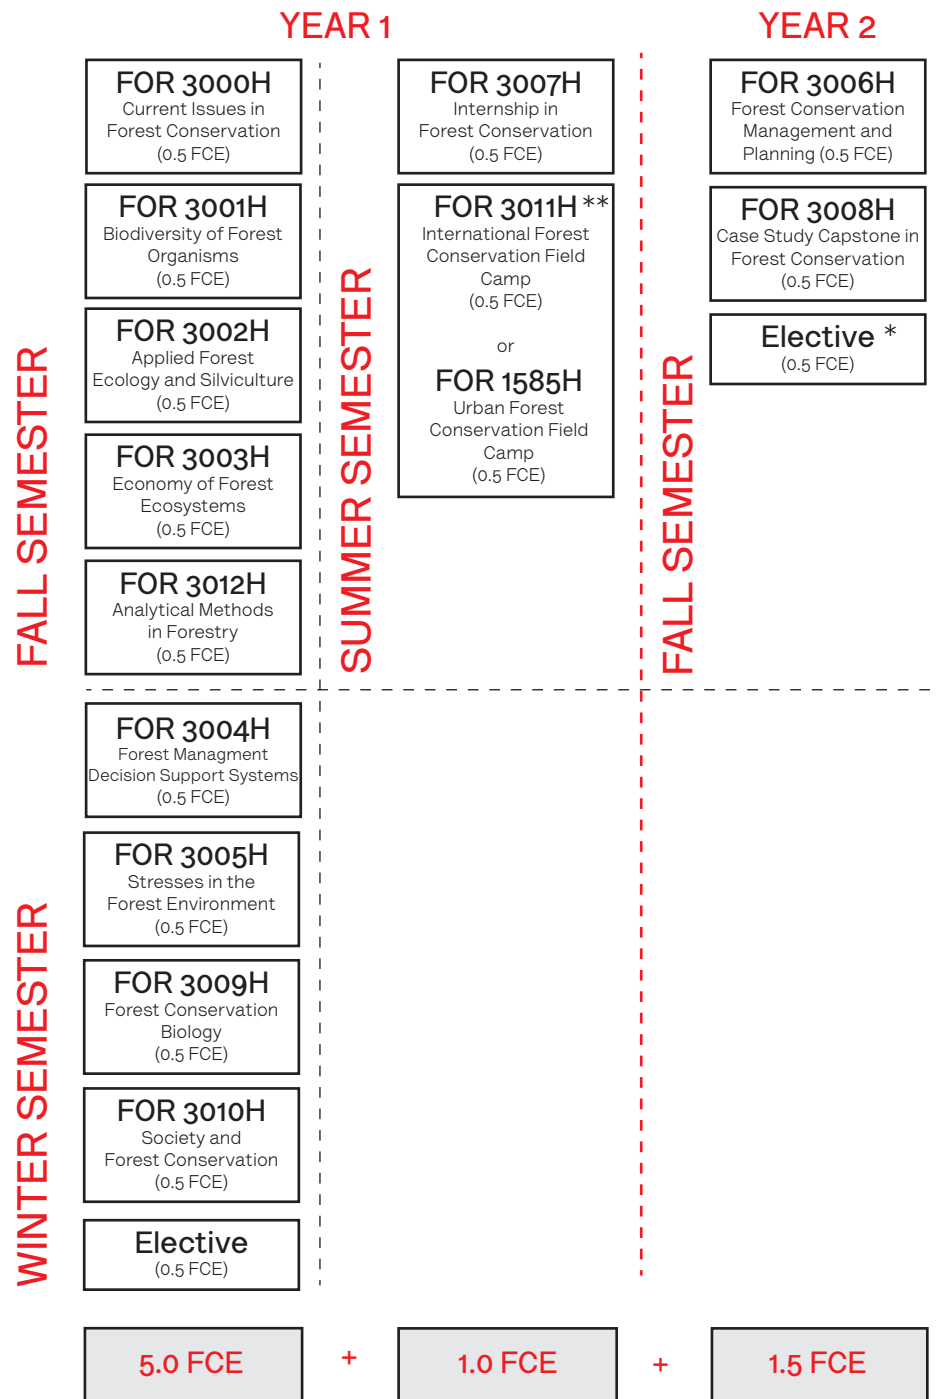 YEAR 1
YEAR 2
FALL SEMESTER
FOR 3000H
Current Issues in
Forest Conservation
(0.5 FCE)
FOR 3001H
Biodiversity of Forest
Organisms
(0.5 FCE)
FOR 3002H
Applied Forest
Ecology and Silviculture
(0.5 FCE)
FOR 3003H
Economy of Forest
Ecosystems
(0.5 FCE)
FOR 3012H
Analytical Methods
in Forestry
(0.5 FCE)
WINTER SEMESTER
FOR 3004H
Forest Managment
Decision Support Systems
(0.5 FCE)
FOR 3005H
Stresses in the
Forest Environment
(0.5 FCE)
FOR 3009H
Forest Conservation
Biology
(0.5 FCE)
FOR 3010H
Society and
Forest Conservation
(0.5 FCE)
Elective
(0.5 FCE)
SUMMER SEMESTER
FOR 3007H
Internship in
Forest Conservation
(0.5 FCE)
FOR 3011H **
International Forest
Conservation Field
Camp
(0.5 FCE)
or
FOR 1585H
Urban Forest
Conservation Field
Camp
(0.5 FCE)
FALL SEMESTER
FOR 3006H
Forest Conservation
Management and
Planning (0.5 FCE)
FOR 3008H
Case Study Capstone in
Forest Conservation
(0.5 FCE)
Elective *
(0.5 FCE)
5.0 FCE + 1.0 FCE + 1.5 FCE